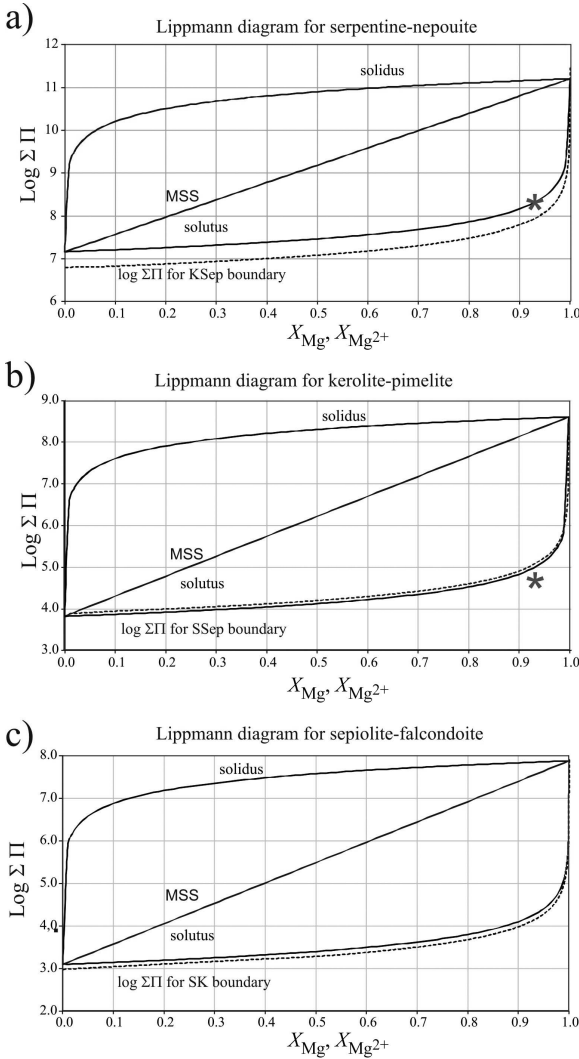 a)
Lippmann diagram for serpentine-nepouite
12
11
10
9
8
7
6
Log Σ Π
solidus
MSS
solutus
*
log ΣΠ for KSep boundary
0.0 0.1 0.2 0.3 0.4 0.5 0.6 0.7 0.8 0.9 1.0
XMg, XMg2+
b)
Lippmann diagram for kerolite-pimelite
9.0
8.0
7.0
6.0
5.0
4.0
3.0
Log Σ Π
solidus
MSS
solutus
*
log ΣΠ for SSep boundary
0.0 0.1 0.2 0.3 0.4 0.5 0.6 0.7 0.8 0.9 1.0
XMg, XMg2+
c)
Lippmann diagram for sepiolite-falcondoite
8.0
7.0
6.0
5.0
4.0
3.0
2.0
Log Σ Π
solidus
MSS
solutus
log ΣΠ for SK boundary
0.0 0.1 0.2 0.3 0.4 0.5 0.6 0.7 0.8 0.9 1.0
XMg, XMg2+